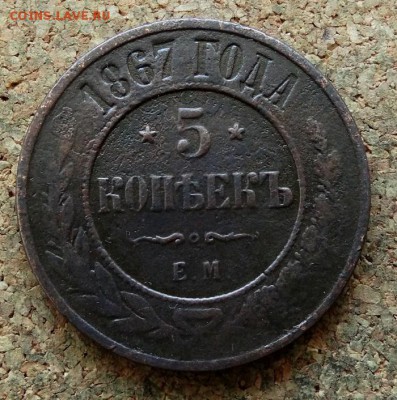 COINS.LAVE.RU
1867 ГОДА
* 5 *
КОПѢЕКЪ
Е М